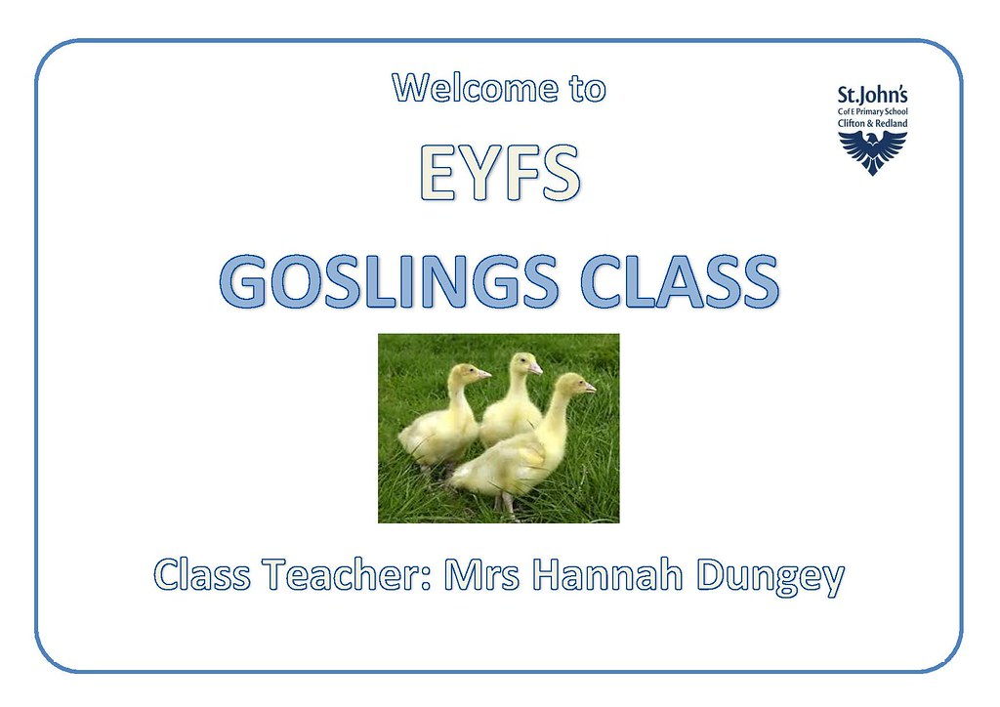 Welcome to
St.John's
C of E Primary School
Clifton & Redland
EYFS
GOSLINGS CLASS
Class Teacher: Mrs Hannah Dungey